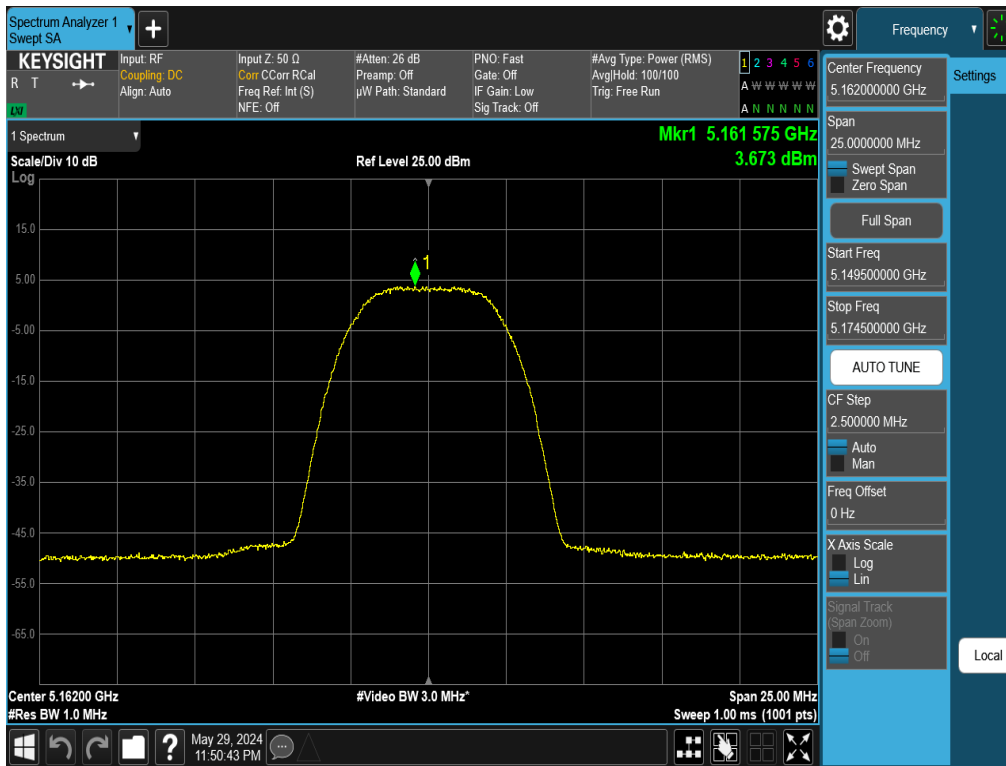 Spectrum Analyzer 1
Swept SA
Frequency
KEYSIGHT
R T
LXI
Input: RF
Coupling: DC
Align: Auto
Input Z: 50 Ω
Corr CCorr RCal
Freq Ref: Int (S)
NFE: Off
#Atten: 26 dB
Preamp: Off
µW Path: Standard
PNO: Fast
Gate: Off
IF Gain: Low
Sig Track: Off
#Avg Type: Power (RMS)
Avg|Hold: 100/100
Trig: Free Run
1 2 3 4 5 6
A W W W W W
A N N N N N
1 Spectrum
Scale/Div 10 dB
Log
Ref Level 25.00 dBm
Mkr1 5.161 575 GHz
3.673 dBm
15.0
5.00
-5.00
-15.0
-25.0
-35.0
-45.0
-55.0
-65.0
1
Center 5.16200 GHz
#Res BW 1.0 MHz
#Video BW 3.0 MHz*
Span 25.00 MHz
Sweep 1.00 ms (1001 pts)
Center Frequency
5.162000000 GHz
Span
25.0000000 MHz
Swept Span
Zero Span
Full Span
Start Freq
5.149500000 GHz
Stop Freq
5.174500000 GHz
AUTO TUNE
CF Step
2.500000 MHz
Auto
Man
Freq Offset
0 Hz
X Axis Scale
Log
Lin
Signal Track
(Span Zoom)
On
Off
Settings
Local
?
May 29, 2024
11:50:43 PM